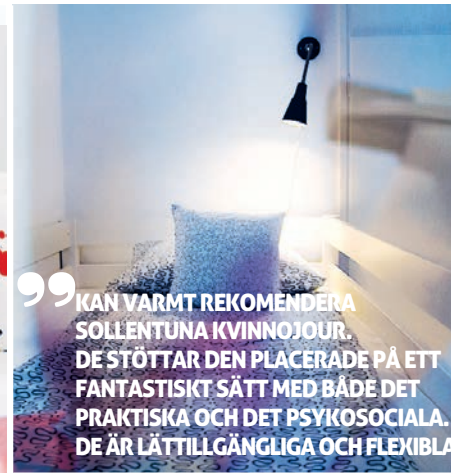 ”KAN VARMT REKOMENDERA
SOLLENTUNA KVINNOJOUR.
DE STÖTTAR DEN PLACERADE PÅ ETT
FANTASTISKT SÄTT MED BÅDE DET
PRAKTISKA OCH DET PSYKOSOCIALA.
DE ÄR LÄTTILLGÄNGLIGA OCH FLEXIBLA